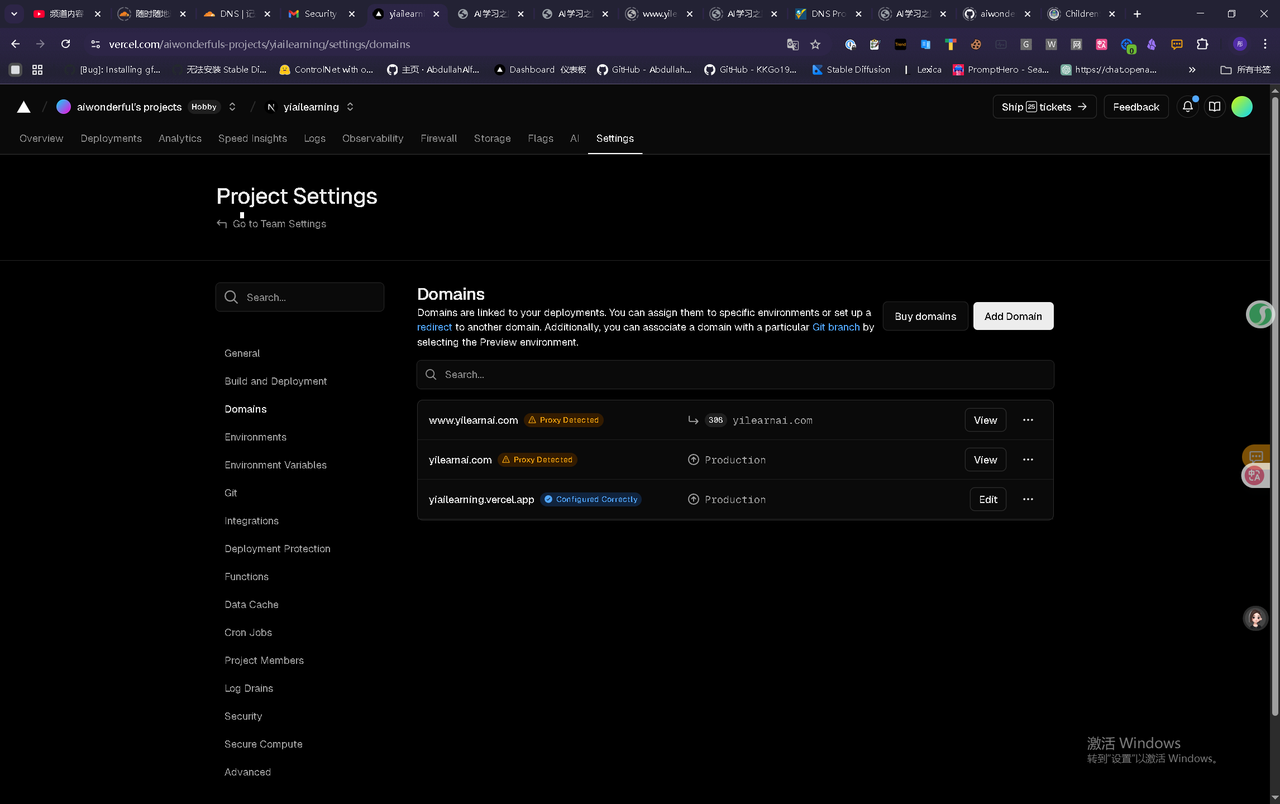 频道内容
随时随地
DNS | 记
Security
yiailearni
AI学习之
AI学习之
www.yile
AI学习之
DNS Pro
AI学习之
aiwonde
Children
vercel.com/aiwonderfuls-projects/yiailearning/settings/domains
[Bug]: Installing gf...
无法安装 Stable Di...
ControlNet with o...
主页 · AbdullahAlf...
Dashboard 仪表板
GitHub - Abdullah...
GitHub - KKGo19...
Stable Diffusion
Lexica
PromptHero - Sea...
https://chat.opena...
所有书签
aiwonderful's projects
Hobby
yiailearning
Ship 25 tickets →
Feedback
Overview
Deployments
Analytics
Speed Insights
Logs
Observability
Firewall
Storage
Flags
AI
Settings
Project Settings
Go to Team Settings
Search...
General
Build and Deployment
Domains
Environments
Environment Variables
Git
Integrations
Deployment Protection
Functions
Data Cache
Cron Jobs
Project Members
Log Drains
Security
Secure Compute
Advanced
Domains
Domains are linked to your deployments. You can assign them to specific environments or set up a
redirect to another domain. Additionally, you can associate a domain with a particular Git branch by
selecting the Preview environment.
Buy domains
Add Domain
Search...
www.yilearnai.com
Proxy Detected
308
yilearnai.com
View
yilearnai.com
Proxy Detected
Production
View
yiailearning.vercel.app
Configured Correctly
Production
Edit
激活 Windows
转到"设置"以激活 Windows。